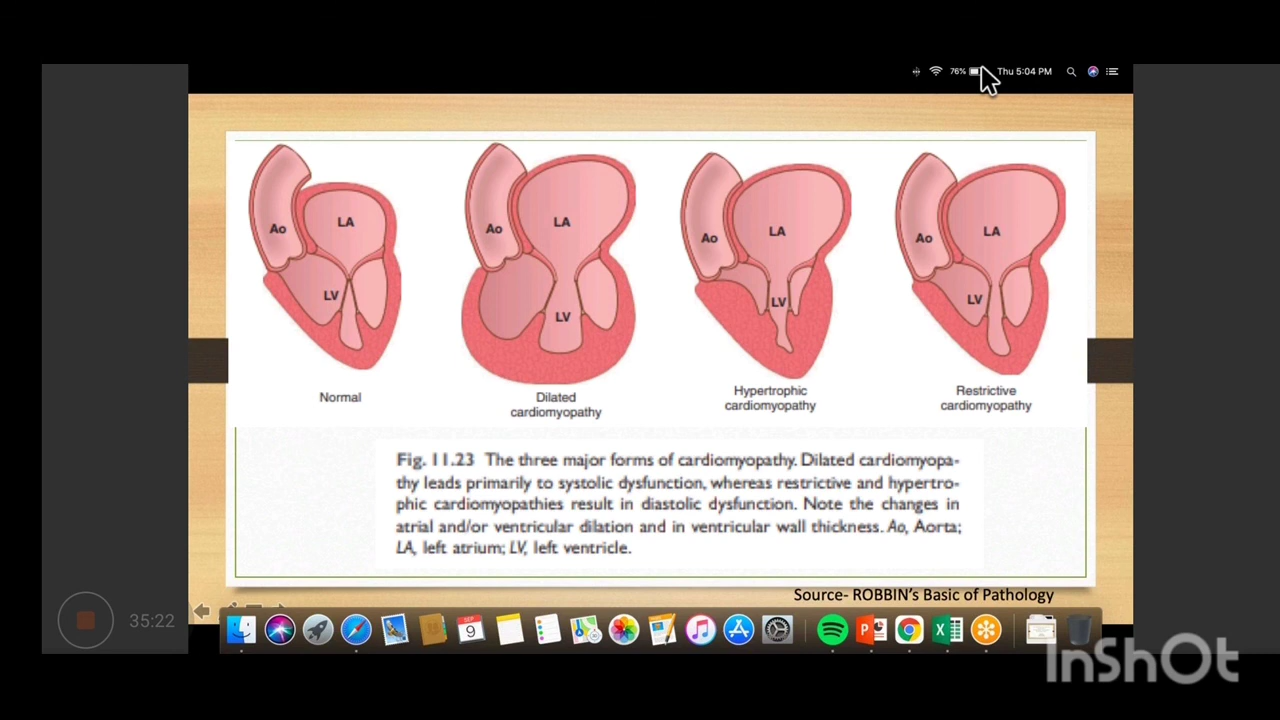 76% Thu 5:04 PM
Ao LA LV
Ao LA LV
Ao LA LV
Ao LA LV
Normal
Dilated
cardiomyopathy
Hypertrophic
cardiomyopathy
Restrictive
cardiomyopathy
Fig. 11.23 The three major forms of cardiomyopathy. Dilated cardiomyopa-
thy leads primarily to systolic dysfunction, whereas restrictive and hypertro-
phic cardiomyopathies result in diastolic dysfunction. Note the changes in
atrial and/or ventricular dilation and in ventricular wall thickness. Ao, Aorta;
LA, left atrium; LV, left ventricle.
Source- ROBBIN's Basic of Pathology
35:22
SEP
9
InShOt